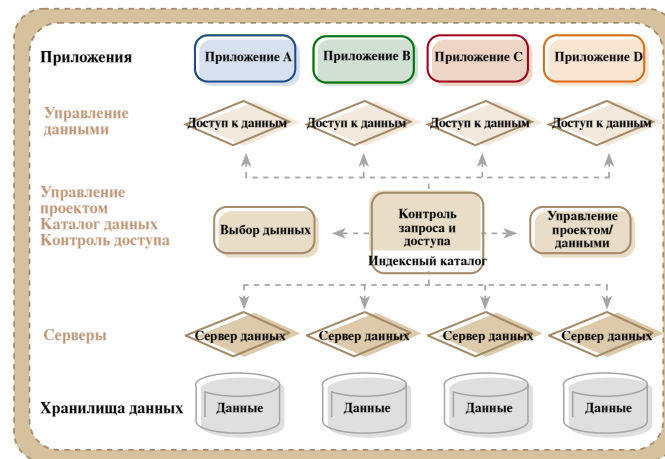 Приложения
Приложение A
Приложение B
Приложение C
Приложение D
Управление
данными
Доступ к данным
Доступ к данным
Доступ к данным
Доступ к данным
Управление
проектом
Каталог данных
Контроль доступа
Выбор дынных
Контроль
запроса и
доступа
Индексный каталог
Управление
проектом/
данными
Серверы
Сервер данных
Сервер данных
Сервер данных
Сервер данных
Хранилища данных
Данные
Данные
Данные
Данные